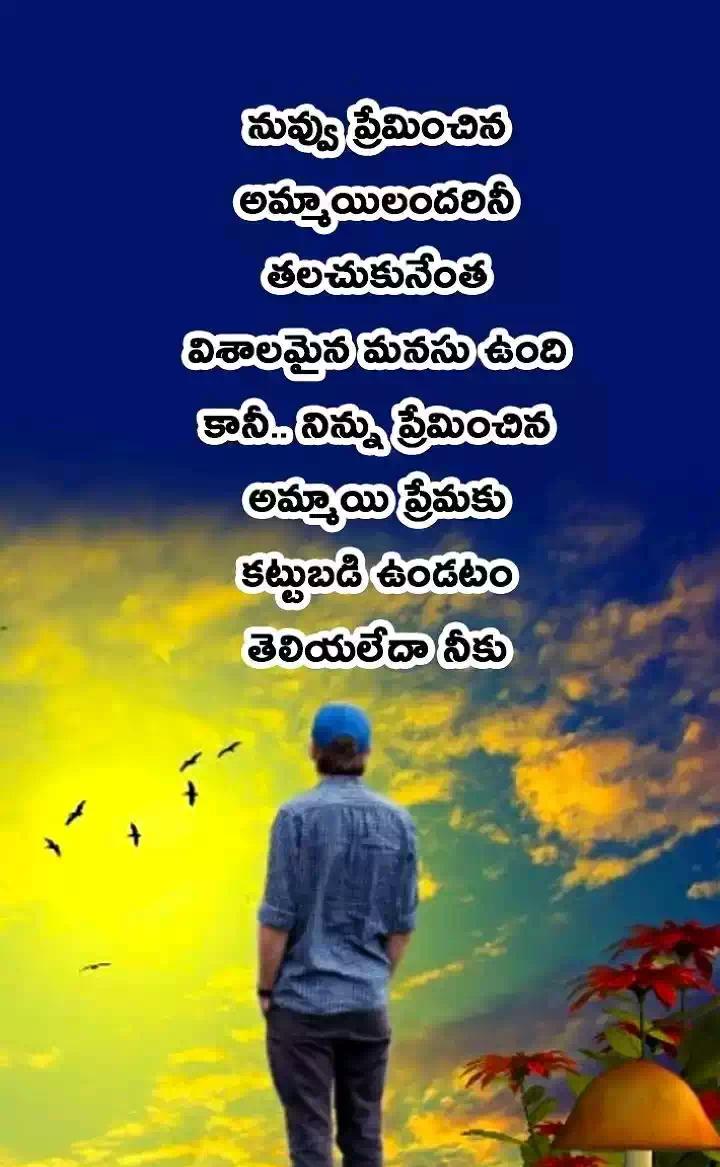 నువ్వు ప్రేమించిన
అమ్మాయిలందరినీ
తలచుకునేంత
విశాలమైన మనసు ఉంది
కానీ.. నిన్ను ప్రేమించిన
అమ్మాయి ప్రేమకు
కట్టుబడి ఉండటం
తెలియలేదా నీకు